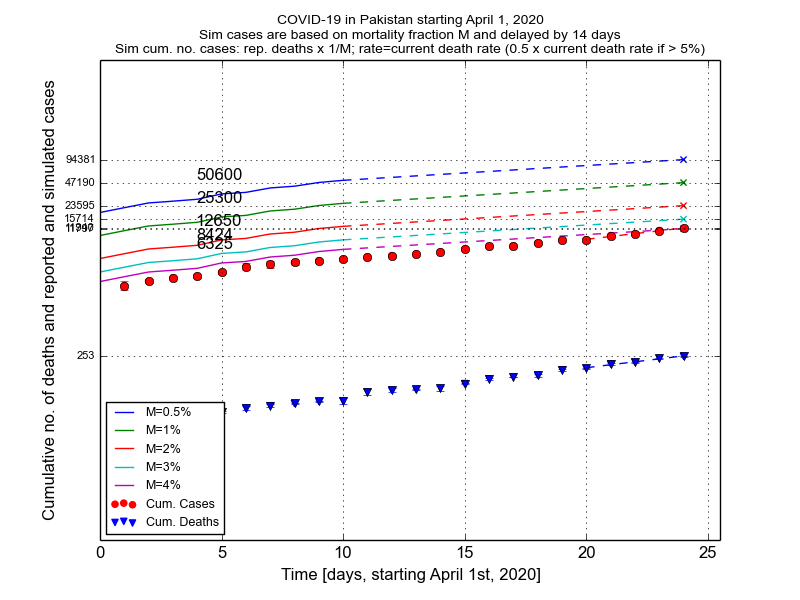 COVID-19 in Pakistan starting April 1, 2020
Sim cases are based on mortality fraction M and delayed by 14 days
Sim cum. no. cases: rep. deaths x 1/M; rate=current death rate (0.5 x current death rate if > 5%)
Cumulative no. of deaths and reported and simulated cases
94381
47190
23595
15714
253
50600
25300
12650
8424
6325
M=0.5%
M=1%
M=2%
M=3%
M=4%
Cum. Cases
Cum. Deaths
0
5
10
15
20
25
Time [days, starting April 1st, 2020]